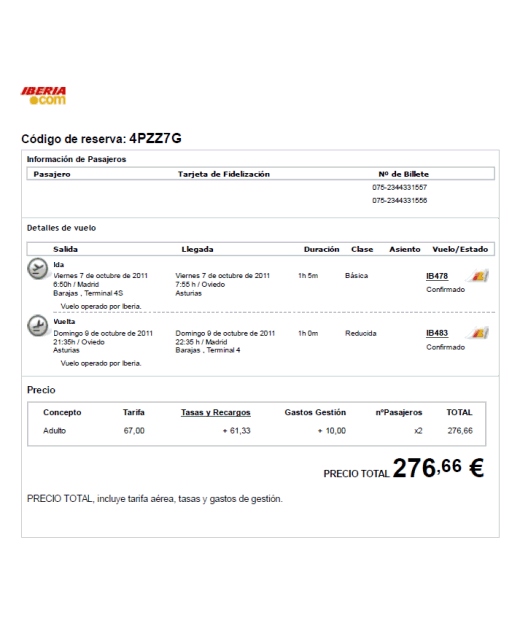 IBERIA
.com
Código de reserva: 4PZZ7G
Información de Pasajeros
Pasajero Tarjeta de Fidelización Nº de Billete
075-2344331557
075-2344331556
Detalles de vuelo
Salida Llegada Duración Clase Asiento Vuelo/Estado
Ida
Viernes 7 de octubre de 2011 Viernes 7 de octubre de 2011 1h 5m Básica IB478
6:50h / Madrid 7:55 h / Oviedo
Barajas , Terminal 4S Asturias Confirmado
Vuelo operado por Iberia.
Vuelta
Domingo 9 de octubre de 2011 Domingo 9 de octubre de 2011 1h 0m Reducida IB483
21:35h / Oviedo 22:35 h / Madrid
Asturias Barajas , Terminal 4 Confirmado
Vuelo operado por Iberia.
Precio
Concepto Tarifa Tasas y Recargos Gastos Gestión nºPasajeros TOTAL
Adulto 67,00 + 61,33 + 10,00 x2 276,66
PRECIO TOTAL 276,66 €
PRECIO TOTAL, incluye tarifa aérea, tasas y gastos de gestión.